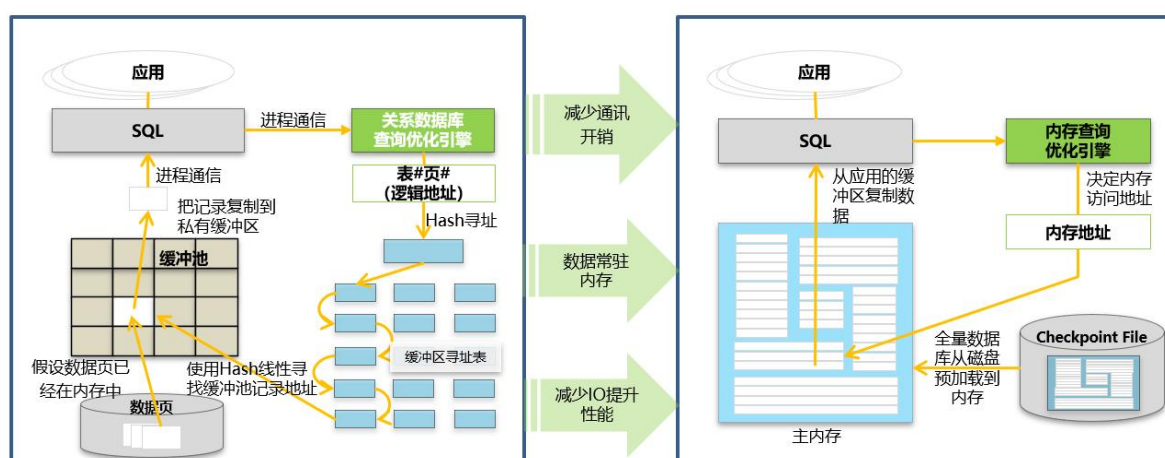 应用
SQL
进程通信
关系数据库
查询优化引擎
表#页#
(逻辑地址)
Hash寻址
进程通信
把记录复制到
私有缓冲区
缓冲池
缓冲区寻址表
假设数据页已
经在内存中
使用Hash线性寻
找缓冲池记录地址
数据页
减少通讯
开销
数据常驻
内存
减少IO提升
性能
应用
SQL
内存查询
优化引擎
从应用的缓
冲区复制数
据
决定内存
访问地址
内存地址
全量数据
库从磁盘
预加载到
内存
Checkpoint File
主内存